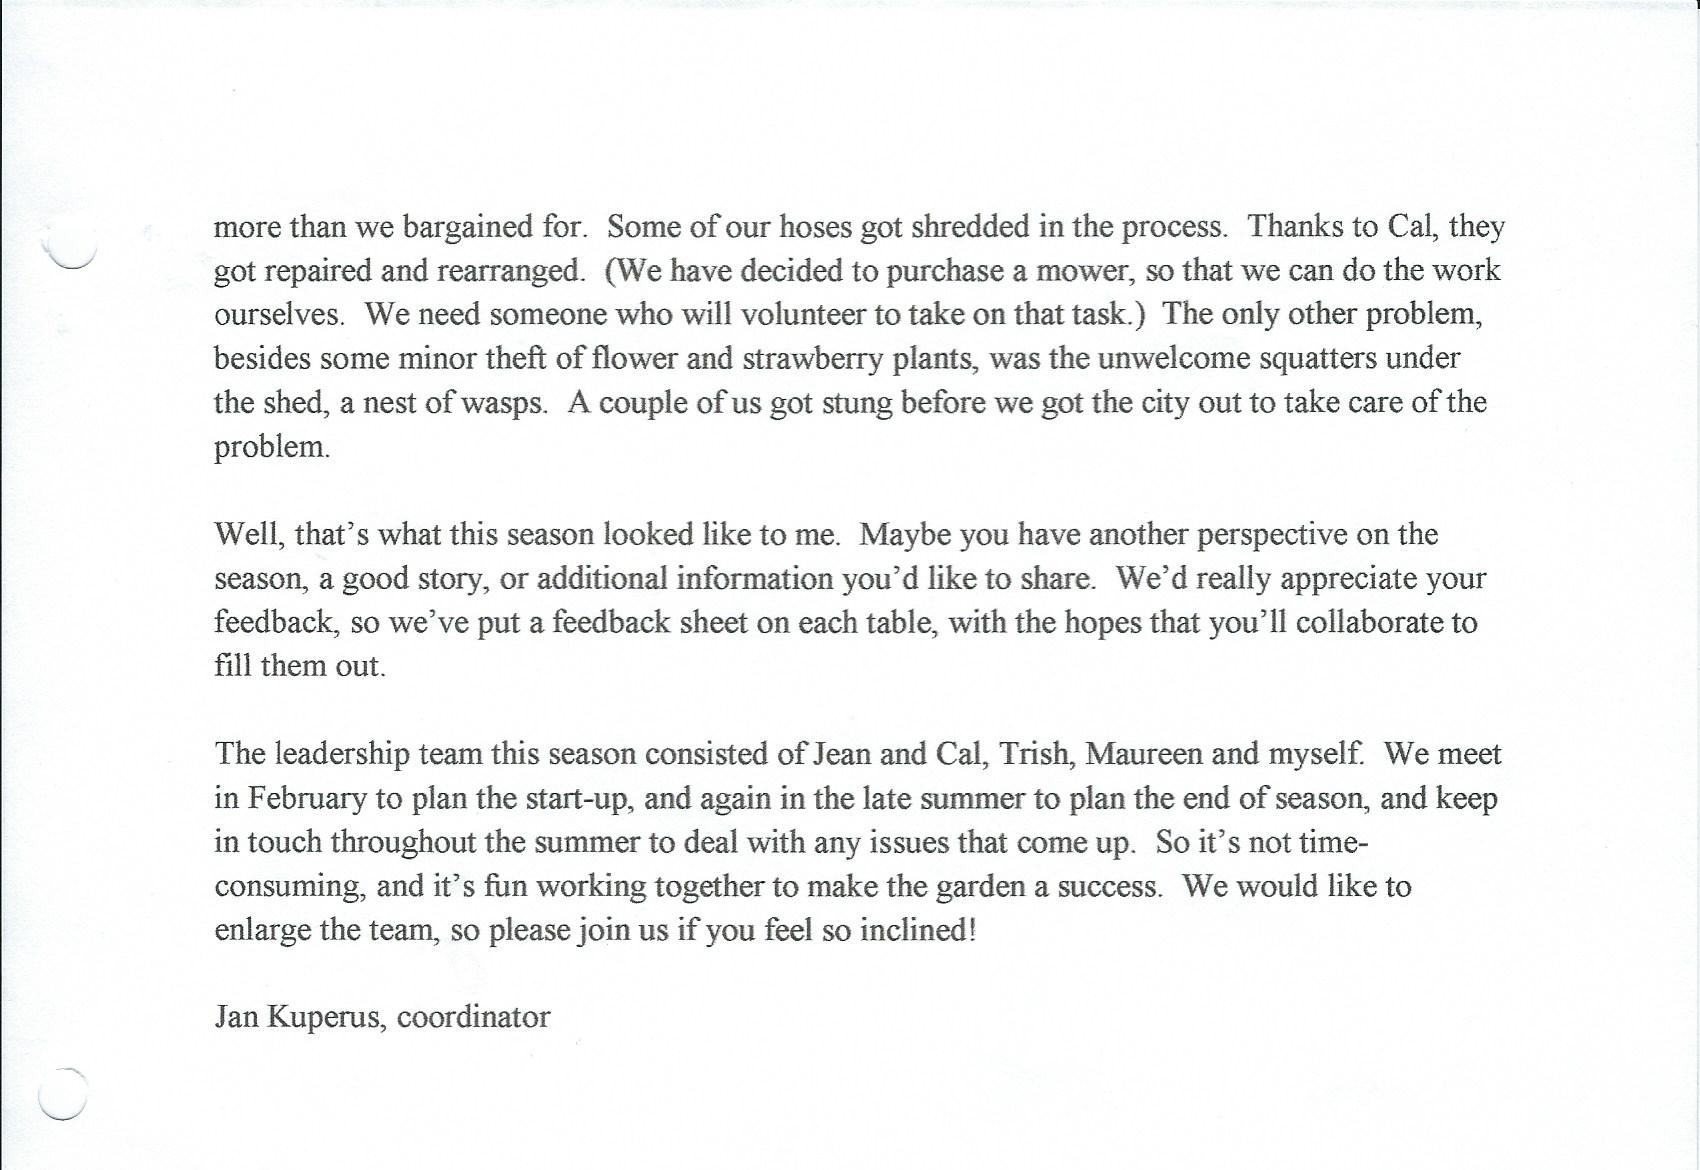 more than we bargained for.  Some of our hoses got shredded in the process.  Thanks to Cal, they
got repaired and rearranged.  (We have decided to purchase a mower, so that we can do the work
ourselves.  We need someone who will volunteer to take on that task.)  The only other problem,
besides some minor theft of flower and strawberry plants, was the unwelcome squatters under
the shed, a nest of wasps.  A couple of us got stung before we got the city out to take care of the
problem.

Well, that’s what this season looked like to me.  Maybe you have another perspective on the
season, a good story, or additional information you’d like to share.  We’d really appreciate your
feedback, so we’ve put a feedback sheet on each table, with the hopes that you’ll collaborate to
fill them out.

The leadership team this season consisted of Jean and Cal, Trish, Maureen and myself.  We meet
in February to plan the start-up, and again in the late summer to plan the end of season, and keep
in touch throughout the summer to deal with any issues that come up.  So it’s not time-
consuming, and it’s fun working together to make the garden a success.  We would like to
enlarge the team, so please join us if you feel so inclined!

Jan Kuperus, coordinator